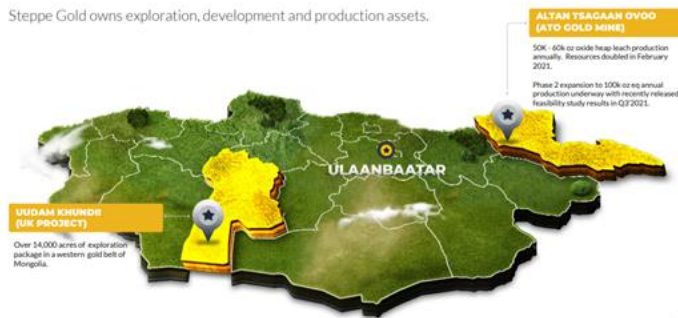 Steppe Gold owns exploration, development and production assets.
ALTAN TSAGAAN OVOO
(ATO GOLD MINE)
50K - 60k oz oxide heap leach production
annually. Resources doubled in February
2021.
Phase 2 expansion to 100k oz eq annual
production underway with recently released
feasibility study results in Q3'2021.
ULAANBAATAR
UUDAM KHUNDB
(UK PROJECT)
Over 14,000 acres of exploration
package in a western gold belt of
Mongolia.